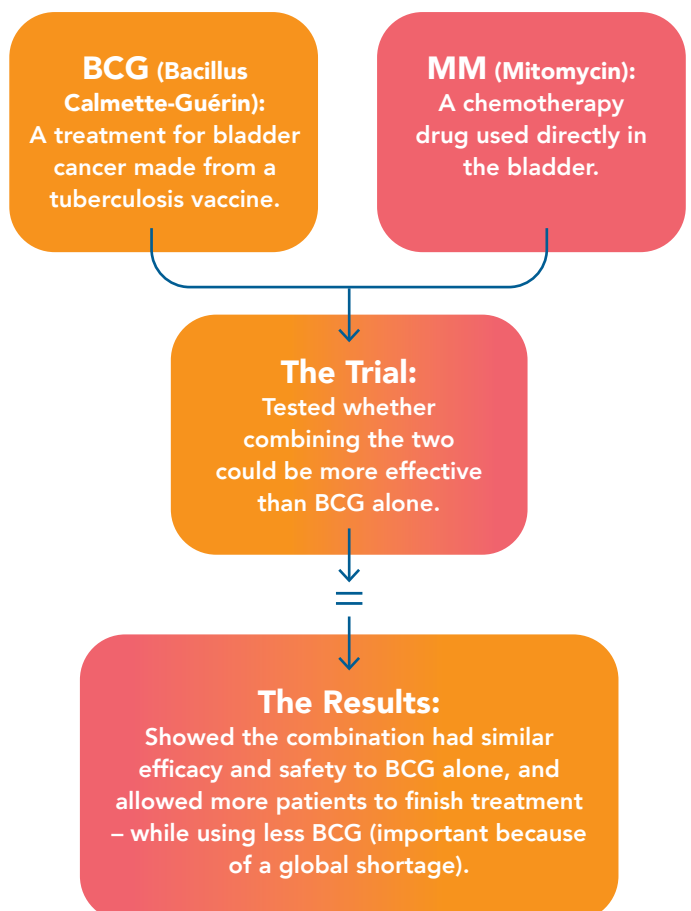 BCG (Bacillus
Calmette-Guérin):
A treatment for bladder
cancer made from a
tuberculosis vaccine.
MM (Mitomycin):
A chemotherapy
drug used directly in
the bladder.
The Trial:
Tested whether
combining the two
could be more effective
than BCG alone.
=
The Results:
Showed the combination had similar
efficacy and safety to BCG alone, and
allowed more patients to finish treatment
– while using less BCG (important because
of a global shortage).